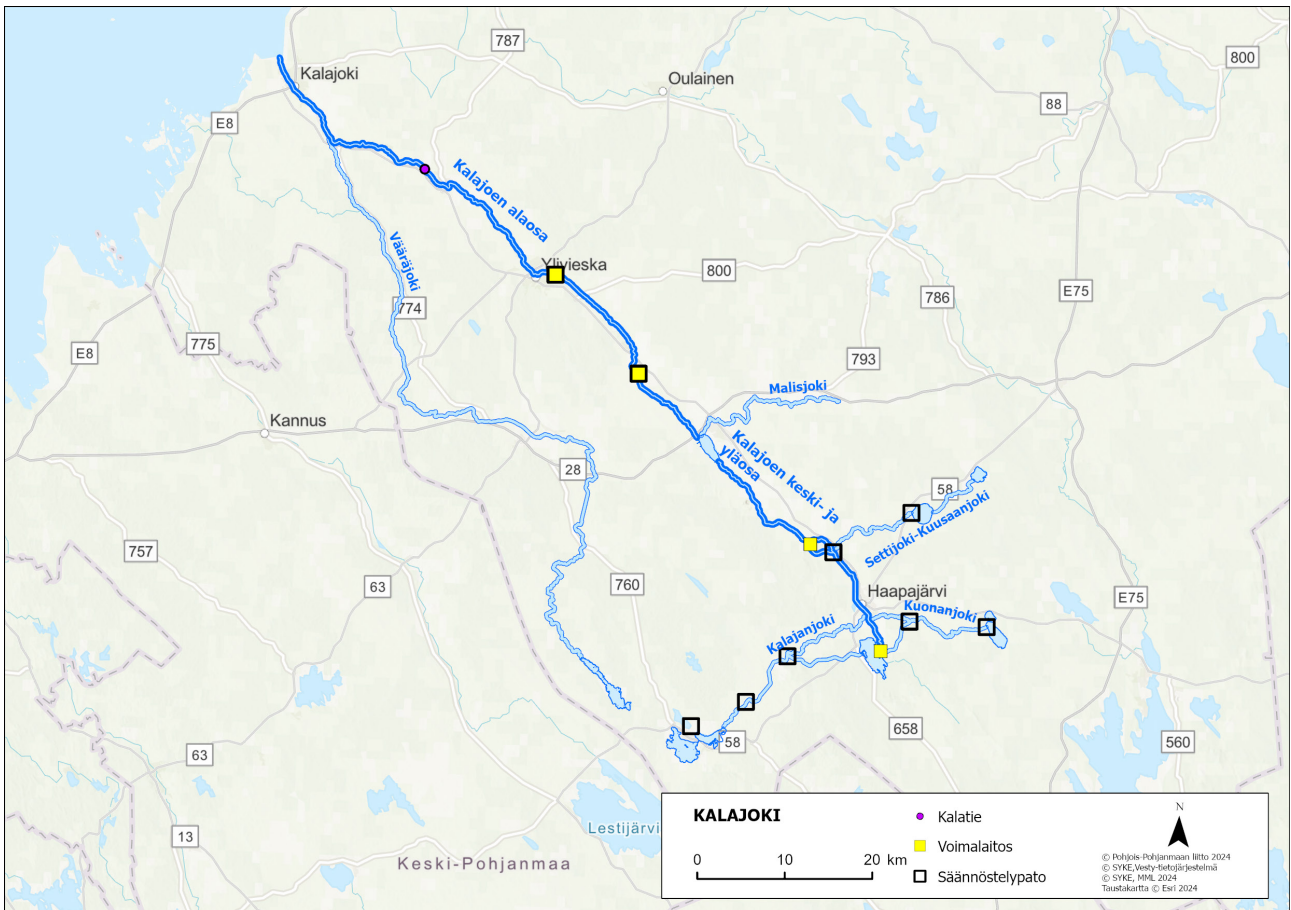 787
Kalajoki
800
Oulainen
88
E8
Kalajoen alaosa
Vääräjoki
Ylivieska
800
E75
786
774
775
E8
793
Malisjoki
Kannus
Kalajoen keski- ja
yläosa
28
58
Settijoki-Kuusaanjoki
757
63
760
Haapajärvi
E75
Kuonanjoki
Kalajanjoki
658
58
560
63
13
Lestijärvi
Keski-Pohjanmaa
KALAJOKI
0 10 20 km
Kalatie
Voimalaitos
Säännöstelypato
N
© Pohjois-Pohjanmaan liitto 2024
© SYKE,Vesty-tietojärjestelmä
© SYKE, MML 2024
Taustakartta © Esri 2024